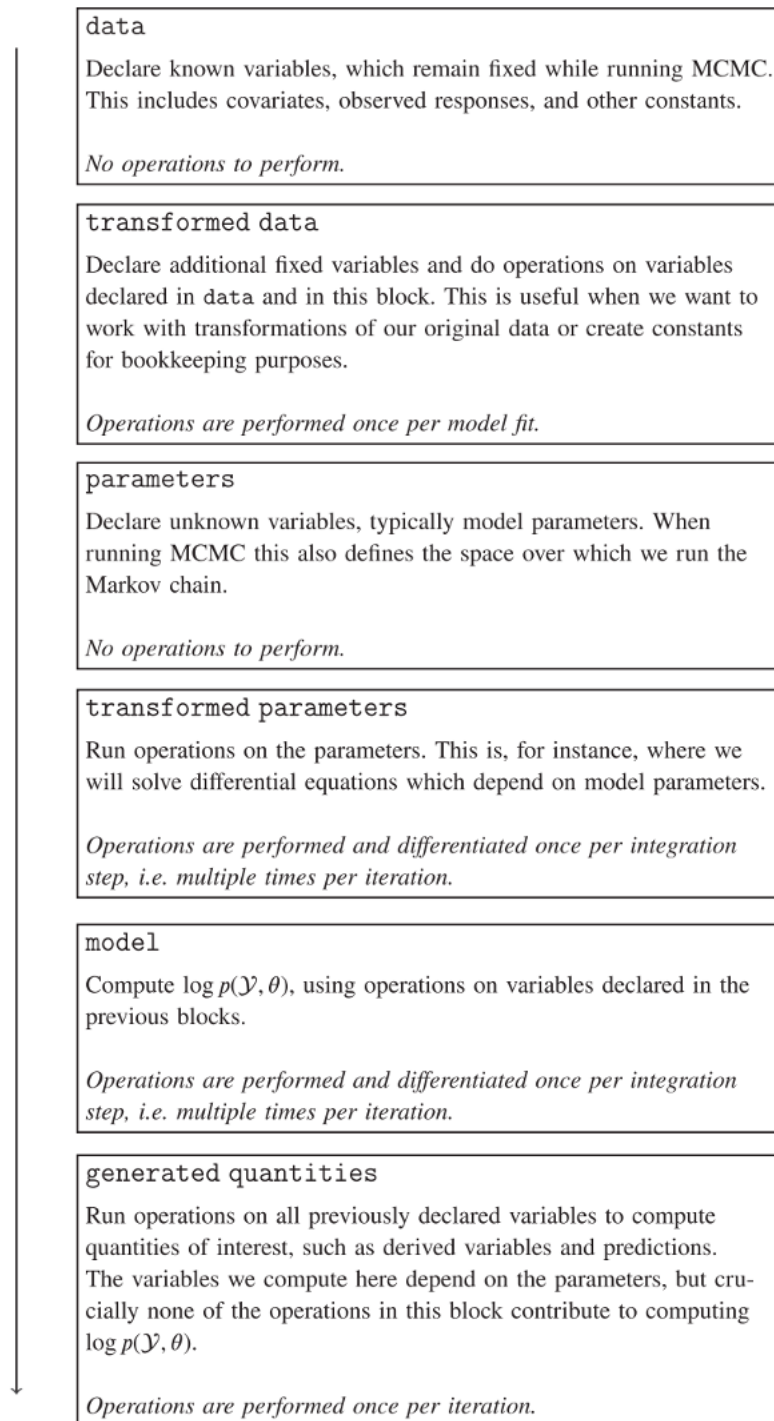 data
Declare known variables, which remain fixed while running MCMC.
This includes covariates, observed responses, and other constants.
No operations to perform.
transformed data
Declare additional fixed variables and do operations on variables
declared in data and in this block. This is useful when we want to
work with transformations of our original data or create constants
for bookkeeping purposes.
Operations are performed once per model fit.
parameters
Declare unknown variables, typically model parameters. When
running MCMC this also defines the space over which we run the
Markov chain.
No operations to perform.
transformed parameters
Run operations on the parameters. This is, for instance, where we
will solve differential equations which depend on model parameters.
Operations are performed and differentiated once per integration
step, i.e. multiple times per iteration.
model
Compute log p(𝒴, θ), using operations on variables declared in the
previous blocks.
Operations are performed and differentiated once per integration
step, i.e. multiple times per iteration.
generated quantities
Run operations on all previously declared variables to compute
quantities of interest, such as derived variables and predictions.
The variables we compute here depend on the parameters, but cru-
cially none of the operations in this block contribute to computing
log p(𝒴, θ).
Operations are performed once per iteration.